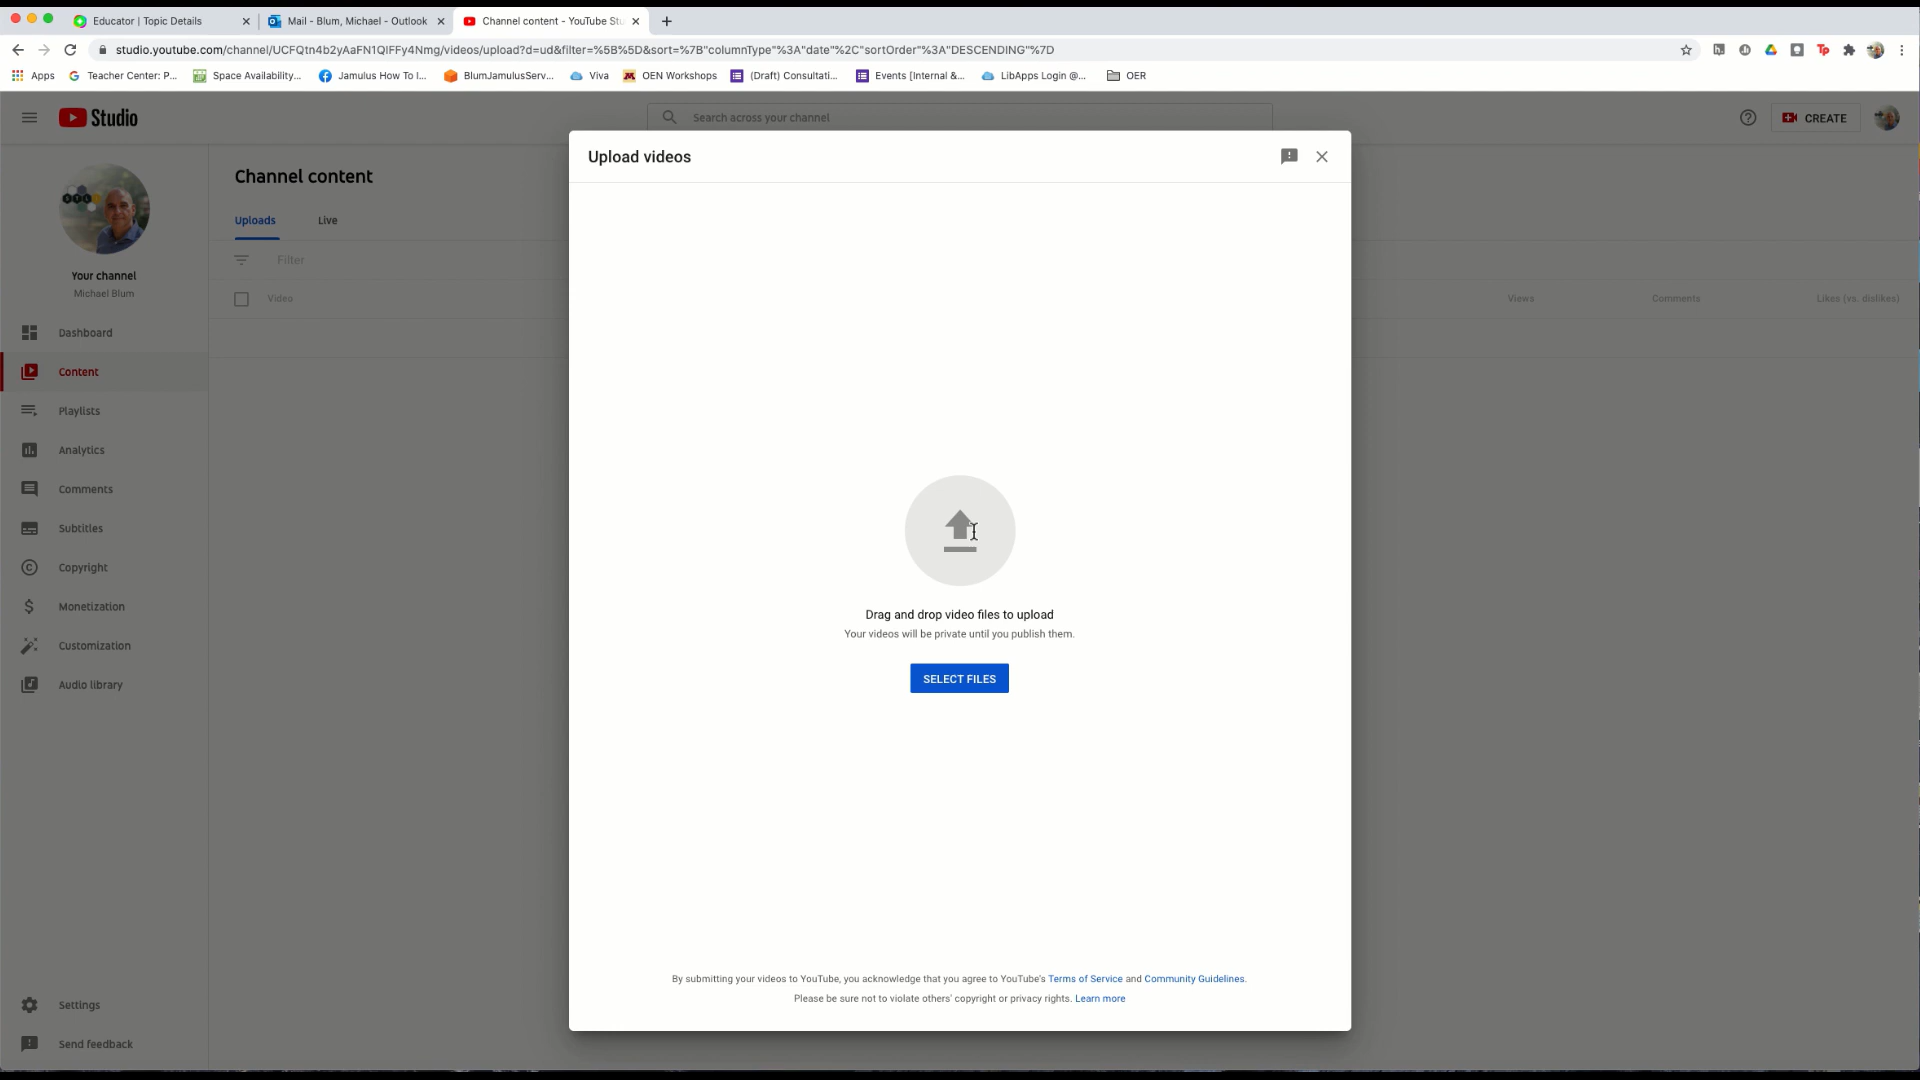 Educator | Topic Details
Mail - Blum, Michael - Outlook
Channel content - YouTube Stu
studio.youtube.com/channel/UCFQtn4b2yAaFN1QIFFy4Nmg/videos/upload?d=ud&filter=%5B%5D&sort=%7B"columnType"%3A"date"%2C"sortOrder"%3A"DESCENDING"%7D
Apps
Teacher Center: P...
Space Availability...
Jamulus How To I...
BlumJamulusServ...
Viva
OEN Workshops
(Draft) Consultati...
Events [Internal &...
LibApps Login @...
OER
Studio
Search across your channel
CREATE
Upload videos
Channel content
Uploads
Live
Filter
Video
Views
Comments
Likes (vs. dislikes)
Your channel
Michael Blum
Dashboard
Content
Playlists
Analytics
Comments
Subtitles
Copyright
Monetization
Customization
Audio library
Settings
Send feedback
Drag and drop video files to upload
Your videos will be private until you publish them.
SELECT FILES
By submitting your videos to YouTube, you acknowledge that you agree to YouTube's Terms of Service and Community Guidelines.
Please be sure not to violate others' copyright or privacy rights. Learn more